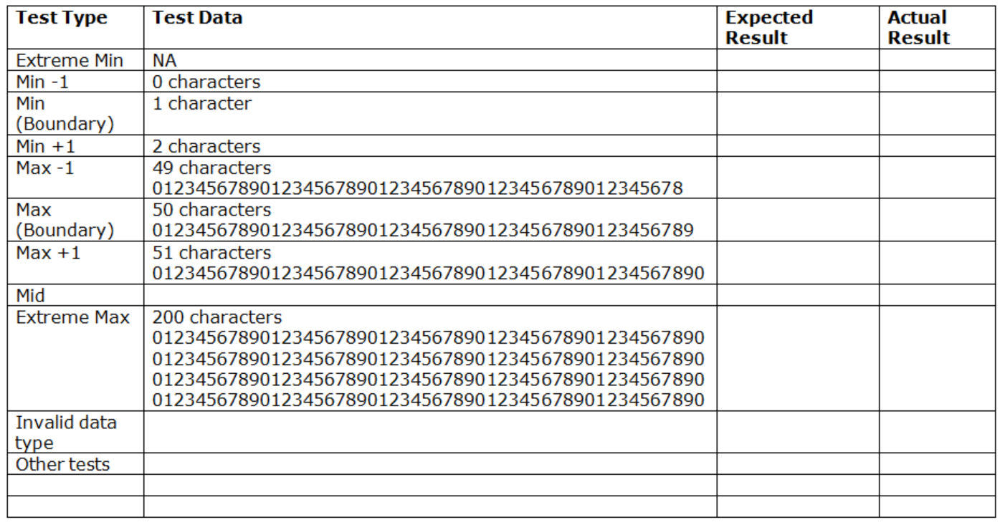 Test Type Test Data Expected Result Actual Result
Extreme Min NA
Min -1 0 characters
Min (Boundary) 1 character
Min +1 2 characters
Max -1 49 characters
0123456789012345678901234567890123456789012345678
Max (Boundary) 50 characters
01234567890123456789012345678901234567890123456789
Max +1 51 characters
012345678901234567890123456789012345678901234567890
Mid
Extreme Max 200 characters
012345678901234567890123456789012345678901234567890
012345678901234567890123456789012345678901234567890
012345678901234567890123456789012345678901234567890
012345678901234567890123456789012345678901234567890
Invalid data type
Other tests